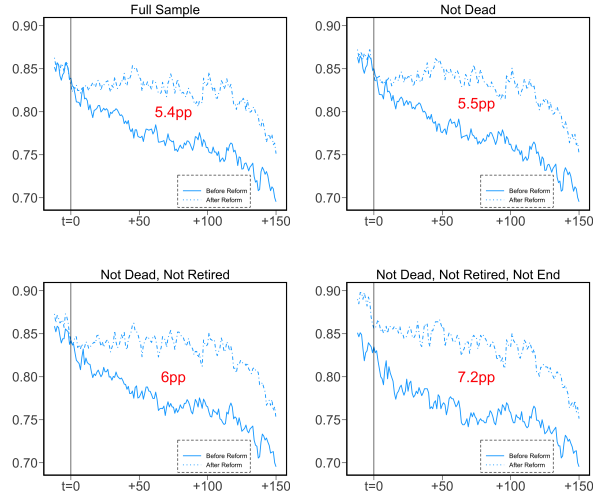 Full Sample
0.90
0.85
0.80
0.75
0.70
5.4pp
Before Reform
After Reform
t=0
+50
+100
+150
Not Dead
0.90
0.85
0.80
0.75
0.70
5.5pp
Before Reform
After Reform
t=0
+50
+100
+150
Not Dead, Not Retired
0.90
0.85
0.80
0.75
0.70
6pp
Before Reform
After Reform
t=0
+50
+100
+150
Not Dead, Not Retired, Not End
0.90
0.85
0.80
0.75
0.70
7.2pp
Before Reform
After Reform
t=0
+50
+100
+150